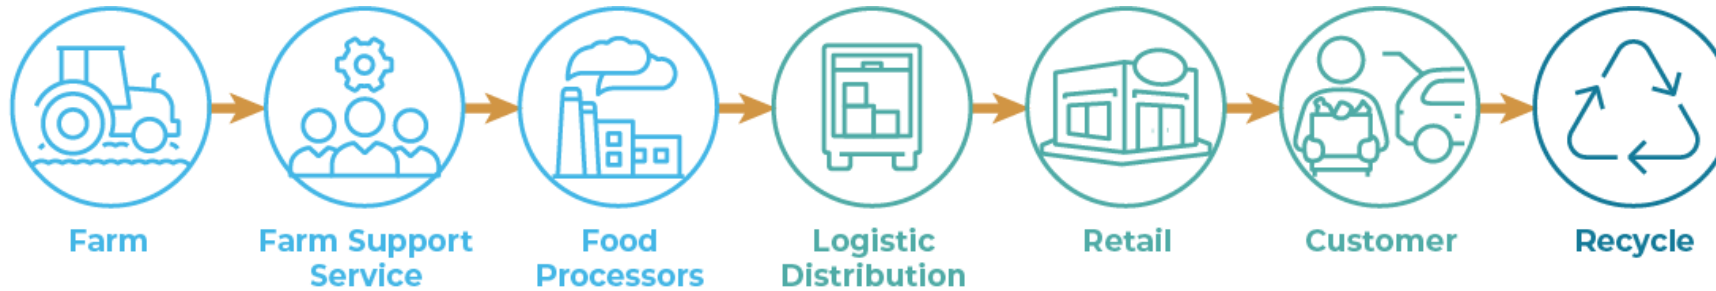 Farm
Farm Support
Service
Food
Processors
Logistic
Distribution
Retail
Customer
Recycle